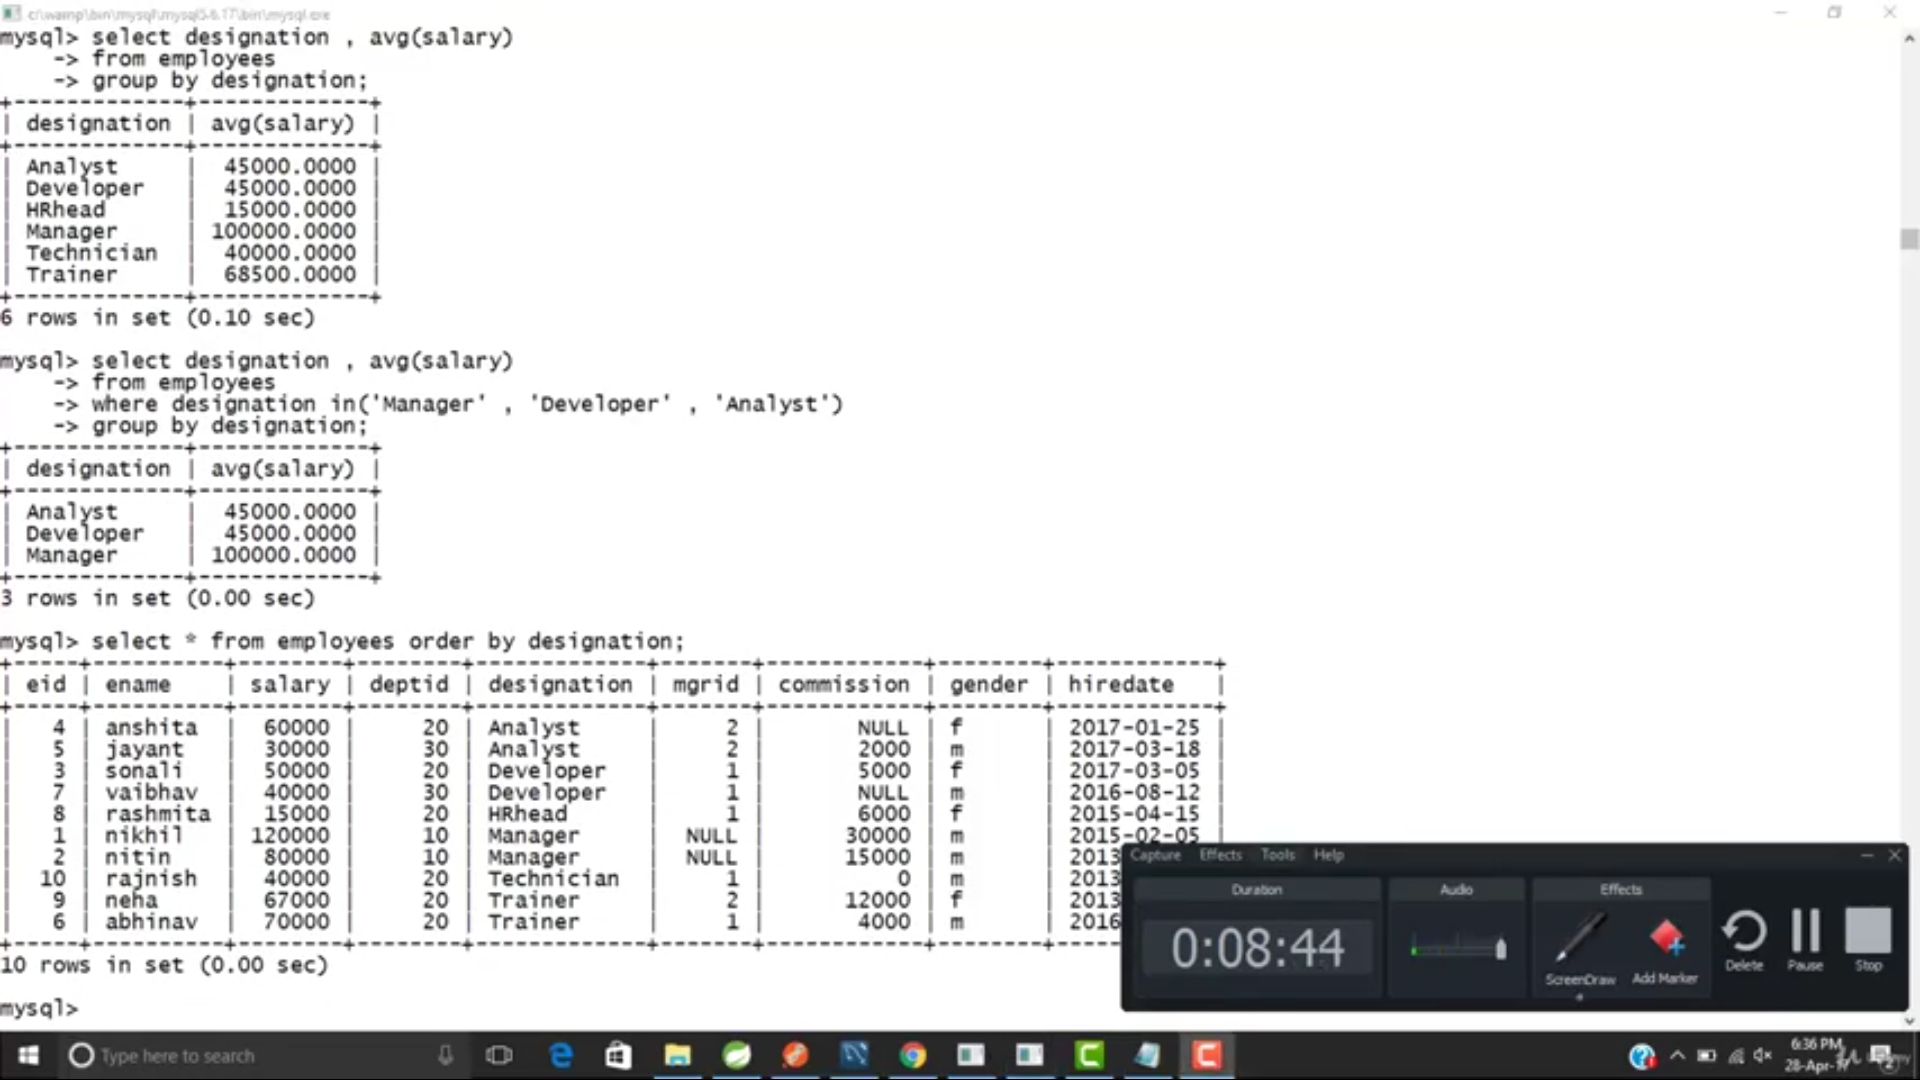 c:\wamp\bin\mysql\mysql5.6.17\bin\mysql.exe
mysql> select designation , avg(salary)
    -> from employees
    -> group by designation;
+-------------+-------------+
| designation | avg(salary) |
+-------------+-------------+
| Analyst     |  45000.0000 |
| Developer   |  45000.0000 |
| HRhead      |  15000.0000 |
| Manager     | 100000.0000 |
| Technician  |  40000.0000 |
| Trainer     |  68500.0000 |
+-------------+-------------+
6 rows in set (0.10 sec)
mysql> select designation , avg(salary)
    -> from employees
    -> where designation in('Manager' , 'Developer' , 'Analyst')
    -> group by designation;
+-------------+-------------+
| designation | avg(salary) |
+-------------+-------------+
| Analyst     |  45000.0000 |
| Developer   |  45000.0000 |
| Manager     | 100000.0000 |
+-------------+-------------+
3 rows in set (0.00 sec)
mysql> select * from employees order by designation;
+-----+----------+--------+--------+-------------+-------+------------+--------+------------+
| eid | ename    | salary | deptid | designation | mgrid | commission | gender | hiredate   |
+-----+----------+--------+--------+-------------+-------+------------+--------+------------+
|   4 | anshita  |  60000 |     20 | Analyst     |     2 |       NULL | f      | 2017-01-25 |
|   5 | jayant   |  30000 |     30 | Analyst     |     2 |       2000 | m      | 2017-03-18 |
|   3 | sonali   |  50000 |     20 | Developer   |     1 |       5000 | f      | 2017-03-05 |
|   7 | vaibhav  |  40000 |     30 | Developer   |     1 |       NULL | m      | 2016-08-12 |
|   8 | rashmita |  15000 |     20 | HRhead      |     1 |       6000 | f      | 2015-04-15 |
|   1 | nikhil   | 120000 |     10 | Manager     |  NULL |      30000 | m      | 2015-02-05 |
|   2 | nitin    |  80000 |     10 | Manager     |  NULL |      15000 | m      | 2013
|  10 | rajnish  |  40000 |     20 | Technician  |     1 |          0 | m      | 2013
|   9 | neha     |  67000 |     20 | Trainer     |     2 |      12000 | f      | 2013
|   6 | abhinav  |  70000 |     20 | Trainer     |     1 |       4000 | m      | 2016
+-----+----------+--------+--------+-------------+-------+------------+--------+-----
10 rows in set (0.00 sec)
mysql>
Capture Effects Tools Help
Duration Audio Effects
0:08:44
ScreenDraw Add Marker Delete Pause Stop
Type here to search
6:36 PM
28-Apr-17